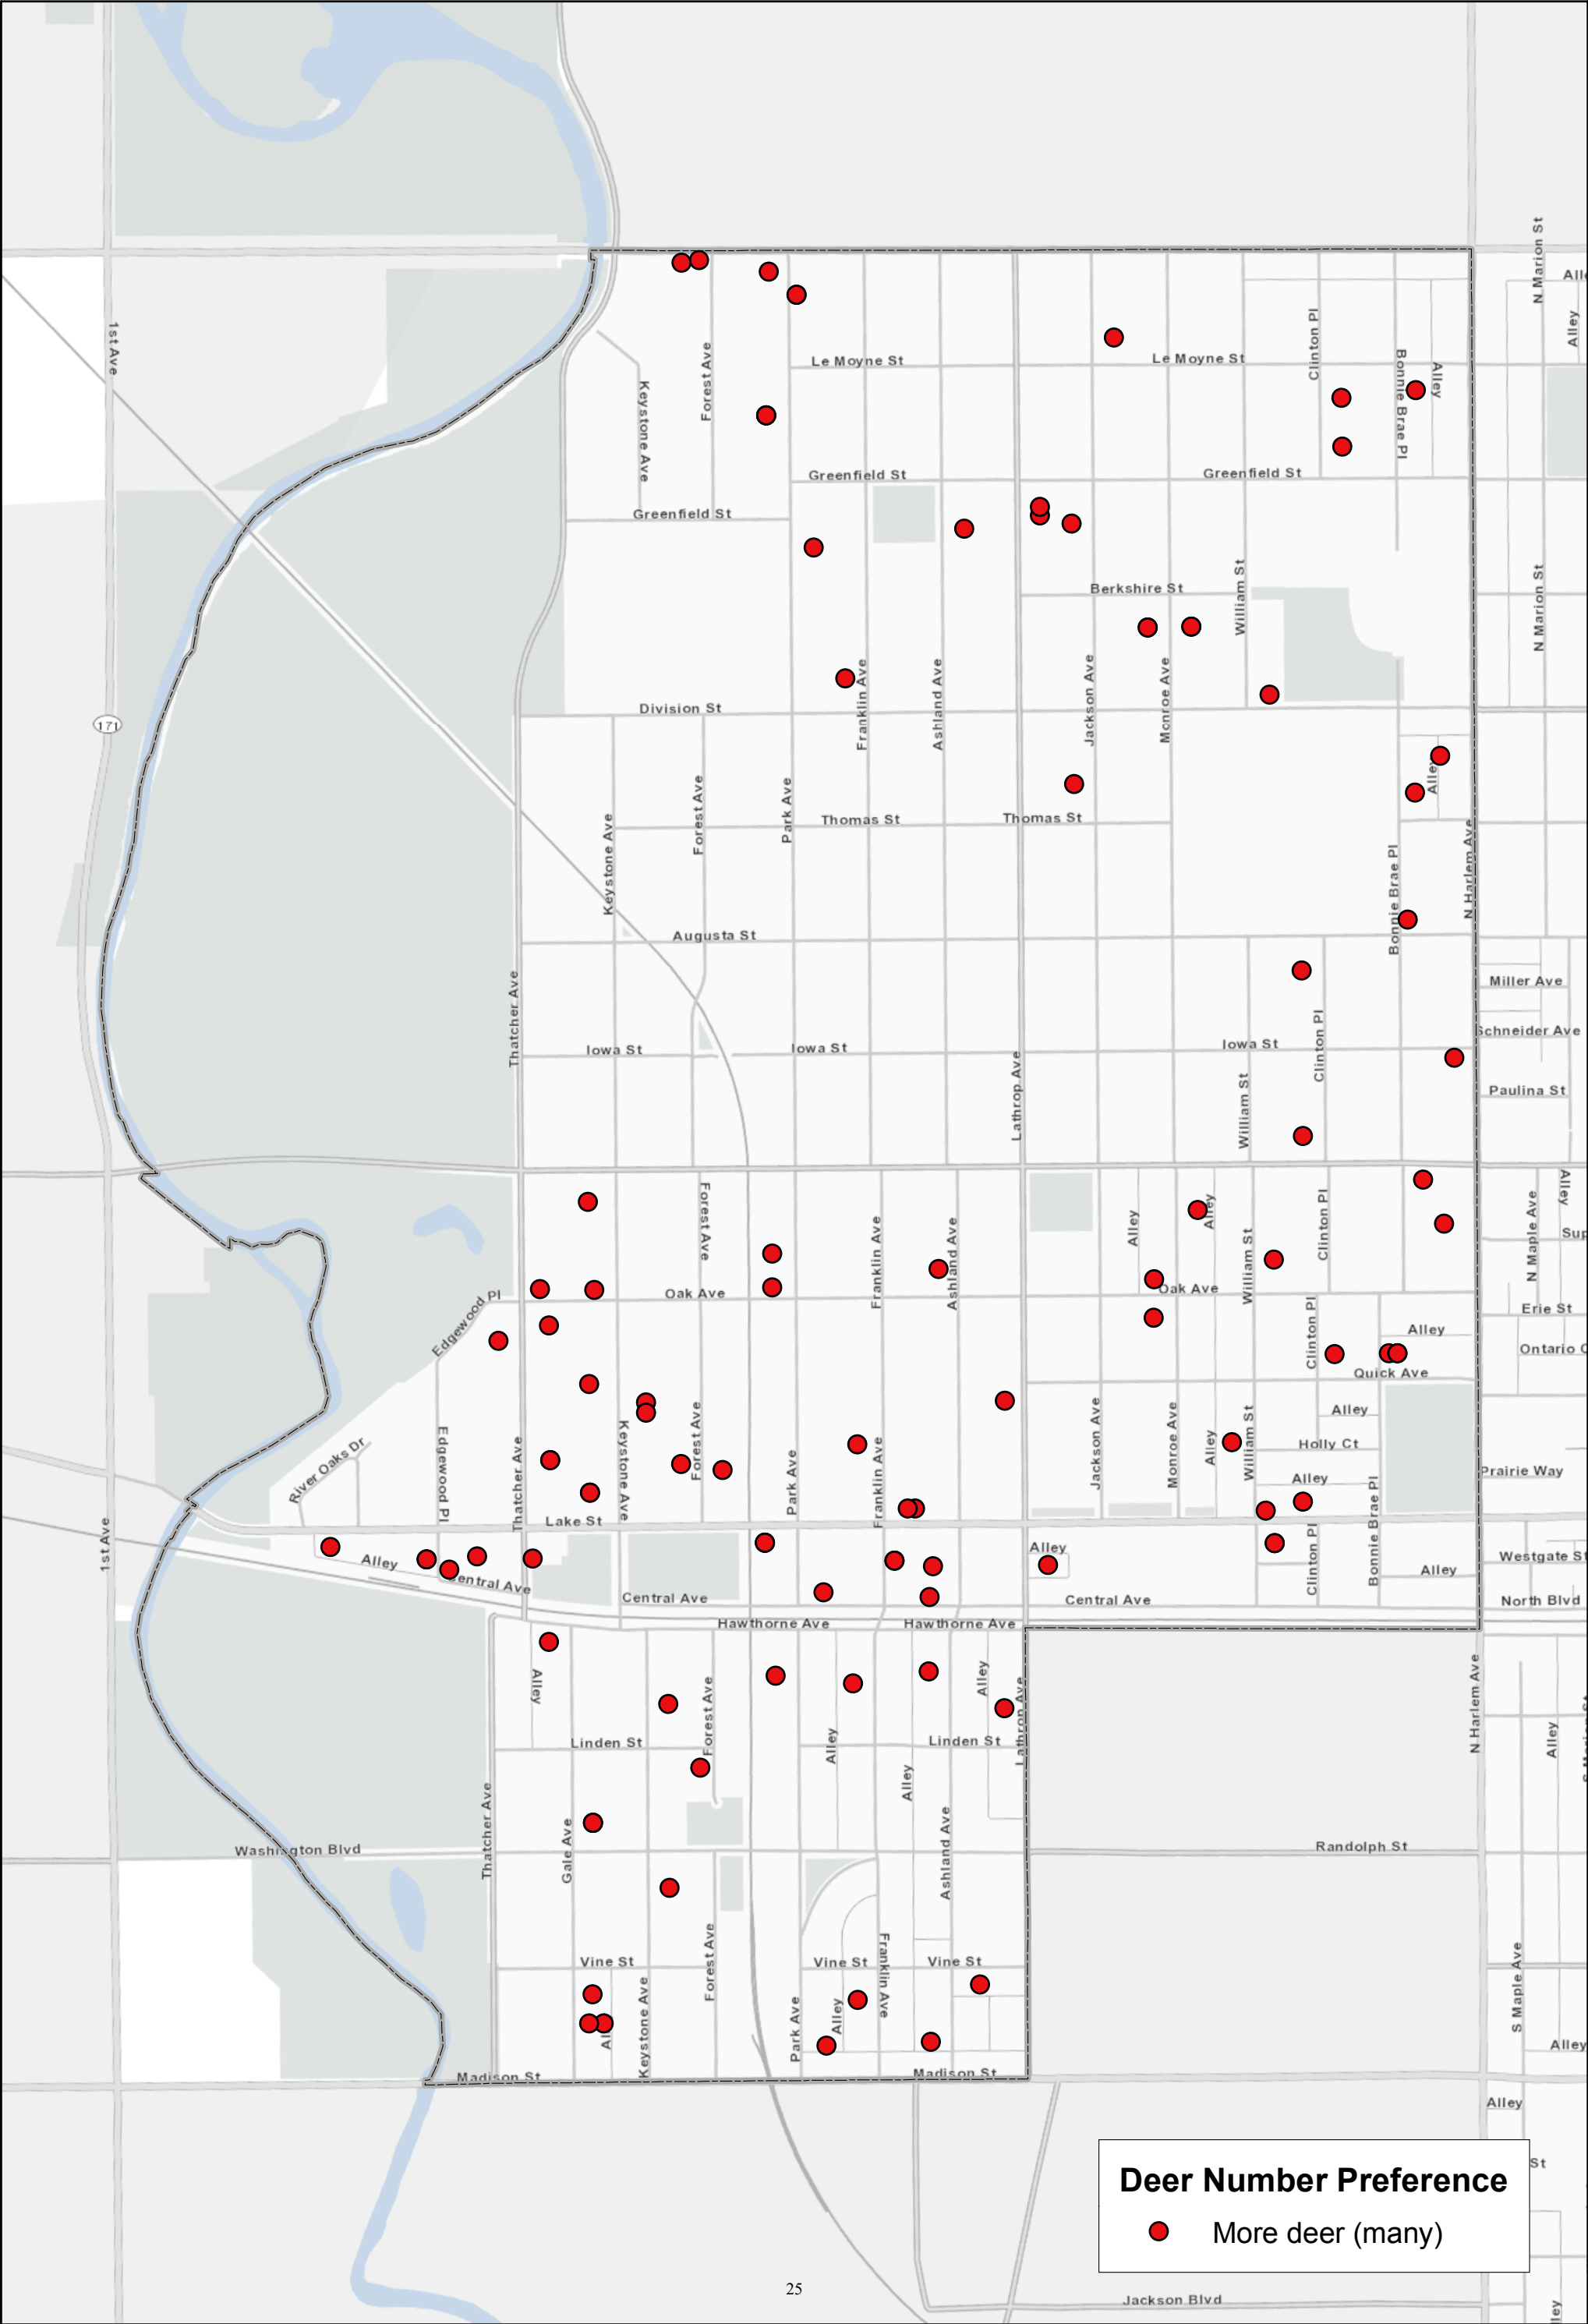 N Marion St
Alley
1st Ave
Le Moyne St
Le Moyne St
Clinton Pl
Bonnie Brae Pl
Alley
Forest Ave
Keystone Ave
Greenfield St
Greenfield St
Greenfield St
Berkshire St
William St
N Marion St
171
Division St
Franklin Ave
Ashland Ave
Jackson Ave
Monroe Ave
Alley
Keystone Ave
Forest Ave
Park Ave
Thomas St
Thomas St
Bonnie Brae Pl
N Harlem Ave
Augusta St
Thatcher Ave
Miller Ave
Schneider Ave
Iowa St
Iowa St
Iowa St
Clinton Pl
Lathrop Ave
William St
Paulina St
Forest Ave
Franklin Ave
Ashland Ave
Alley
Alley
William St
Clinton Pl
N Maple Ave
Alley
Sup
Edgewood Pl
Oak Ave
Oak Ave
Erie St
Clinton Pl
Alley
Ontario C
Quick Ave
River Oaks Dr
Edgewood Pl
Thatcher Ave
Keystone Ave
Forest Ave
Park Ave
Franklin Ave
Jackson Ave
Monroe Ave
Alley
William St
Alley
Holly Ct
Alley
Bonnie Brae Pl
Prairie Way
1st Ave
Lake St
Alley
Central Ave
Central Ave
Alley
Central Ave
Clinton Pl
Alley
Westgate St
North Blvd
Hawthorne Ave
Hawthorne Ave
Alley
Forest Ave
Alley
Lathrop Ave
N Harlem Ave
Linden St
Alley
Linden St
Alley
Alley
Thatcher Ave
Gale Ave
Ashland Ave
Washington Blvd
Randolph St
Vine St
Forest Ave
Vine St
Franklin Ave
Vine St
Keystone Ave
Al
Park Ave
Alley
S Maple Ave
Alley
Madison St
Madison St
Alley
St
Deer Number Preference
More deer (many)
25
Jackson Blvd